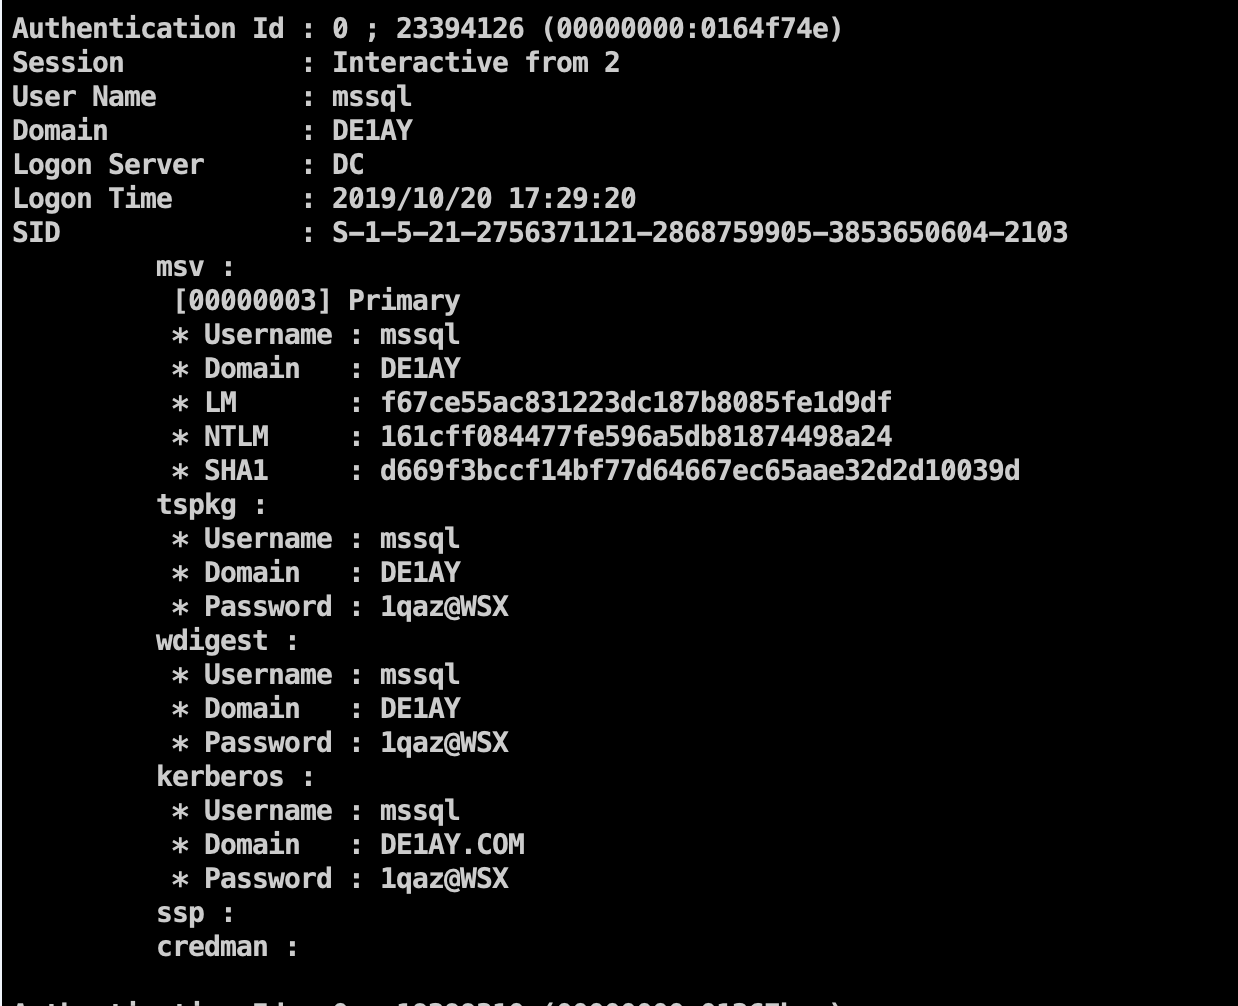 Authentication Id : 0 ; 23394126 (00000000:0164f74e)
Session           : Interactive from 2
User Name         : mssql
Domain            : DE1AY
Logon Server      : DC
Logon Time        : 2019/10/20 17:29:20
SID               : S-1-5-21-2756371121-2868759905-3853650604-2103
msv :
[00000003] Primary
* Username : mssql
* Domain   : DE1AY
* LM       : f67ce55ac831223dc187b8085fe1d9df
* NTLM     : 161cff084477fe596a5db81874498a24
* SHA1     : d669f3bccf14bf77d64667ec65aae32d2d10039d
tspkg :
* Username : mssql
* Domain   : DE1AY
* Password : 1qaz@WSX
wdigest :
* Username : mssql
* Domain   : DE1AY
* Password : 1qaz@WSX
kerberos :
* Username : mssql
* Domain   : DE1AY.COM
* Password : 1qaz@WSX
ssp :
credman :